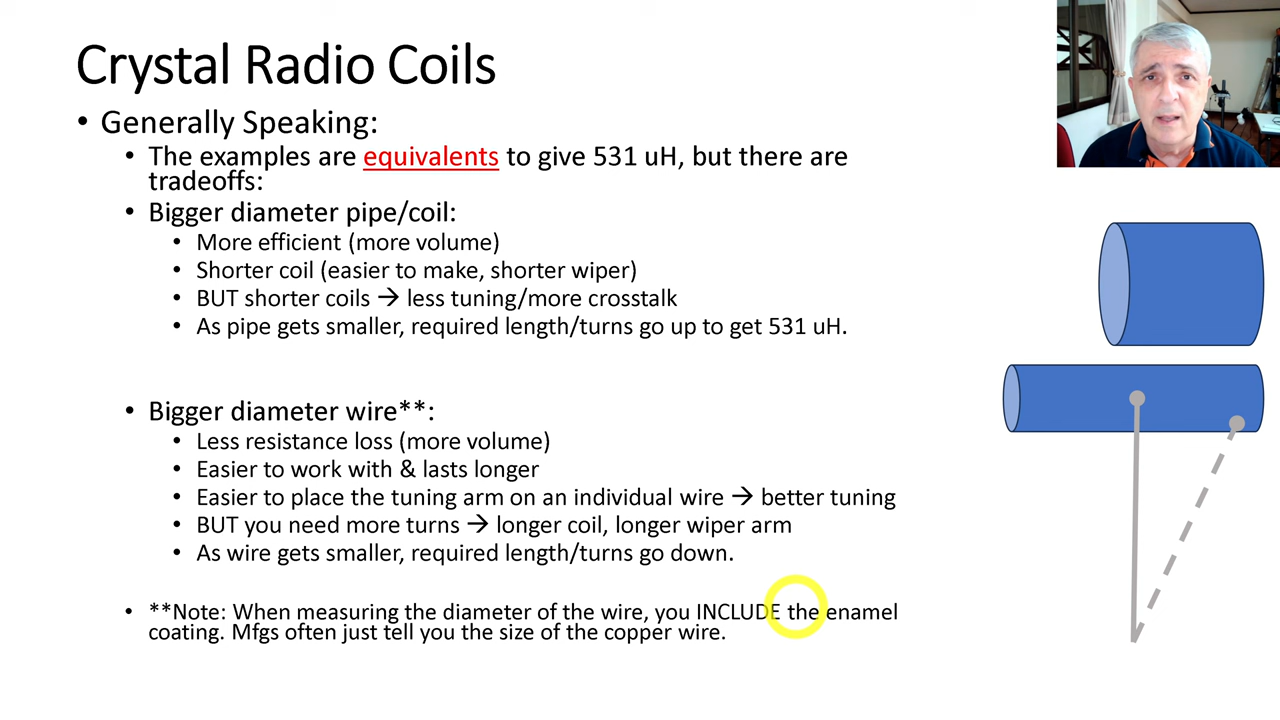 Crystal Radio Coils
• Generally Speaking:
• The examples are equivalents to give 531 uH, but there are
tradeoffs:
• Bigger diameter pipe/coil:
• More efficient (more volume)
• Shorter coil (easier to make, shorter wiper)
• BUT shorter coils → less tuning/more crosstalk
• As pipe gets smaller, required length/turns go up to get 531 uH.
• Bigger diameter wire**:
• Less resistance loss (more volume)
• Easier to work with & lasts longer
• Easier to place the tuning arm on an individual wire → better tuning
• BUT you need more turns → longer coil, longer wiper arm
• As wire gets smaller, required length/turns go down.
• **Note: When measuring the diameter of the wire, you INCLUDE the enamel
coating. Mfgs often just tell you the size of the copper wire.